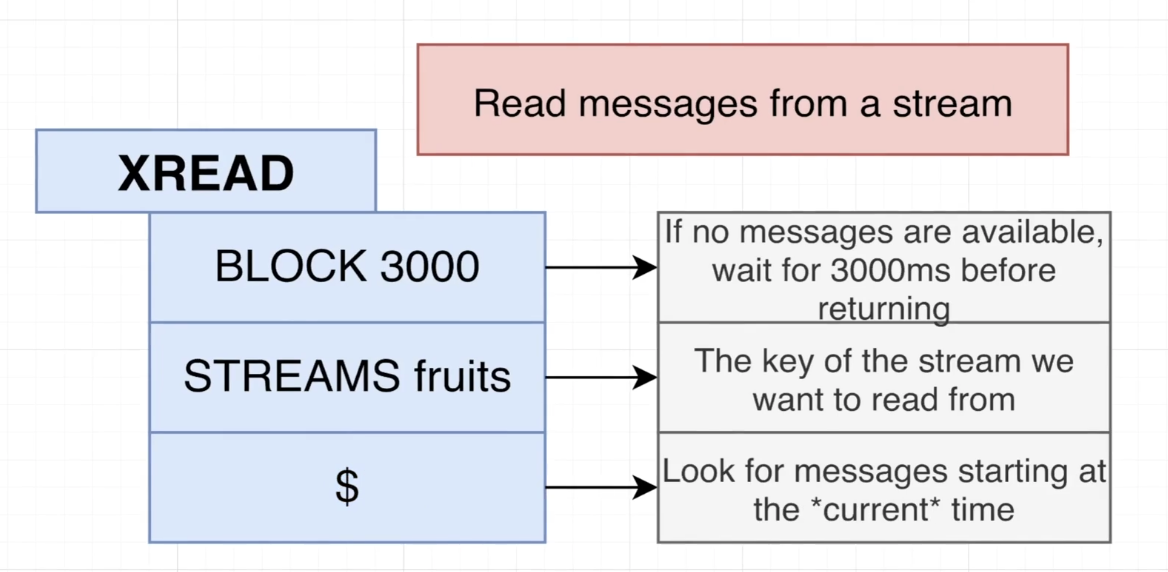 Read messages from a stream
XREAD
BLOCK 3000
If no messages are available,
wait for 3000ms before
returning
STREAMS fruits
The key of the stream we
want to read from
$
Look for messages starting at
the *current* time